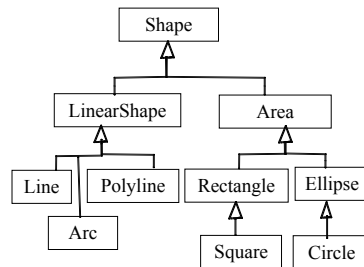 Shape
LinearShape
Area
Line
Polyline
Rectangle
Ellipse
Arc
Square
Circle